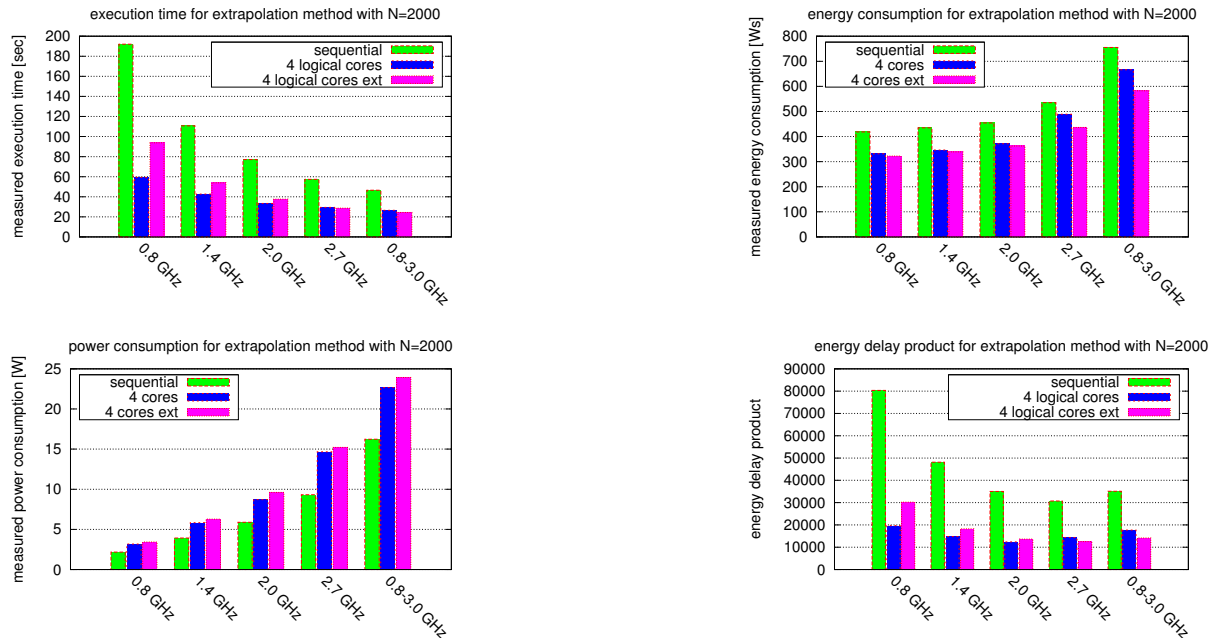 execution time for extrapolation method with N=2000
measured execution time [sec]
200
180
160
140
120
100
80
60
40
20
0
sequential
4 logical cores
4 logical cores ext
0.8 GHz
1.4 GHz
2.0 GHz
2.7 GHz
0.8-3.0 GHz
energy consumption for extrapolation method with N=2000
measured energy consumption [Ws]
800
700
600
500
400
300
200
100
0
sequential
4 cores
4 cores ext
0.8 GHz
1.4 GHz
2.0 GHz
2.7 GHz
0.8-3.0 GHz
power consumption for extrapolation method with N=2000
measured power consumption [W]
25
20
15
10
5
0
sequential
4 cores
4 cores ext
0.8 GHz
1.4 GHz
2.0 GHz
2.7 GHz
0.8-3.0 GHz
energy delay product for extrapolation method with N=2000
energy delay product
90000
80000
70000
60000
50000
40000
30000
20000
10000
0
sequential
4 logical cores
4 logical cores ext
0.8 GHz
1.4 GHz
2.0 GHz
2.7 GHz
0.8-3.0 GHz